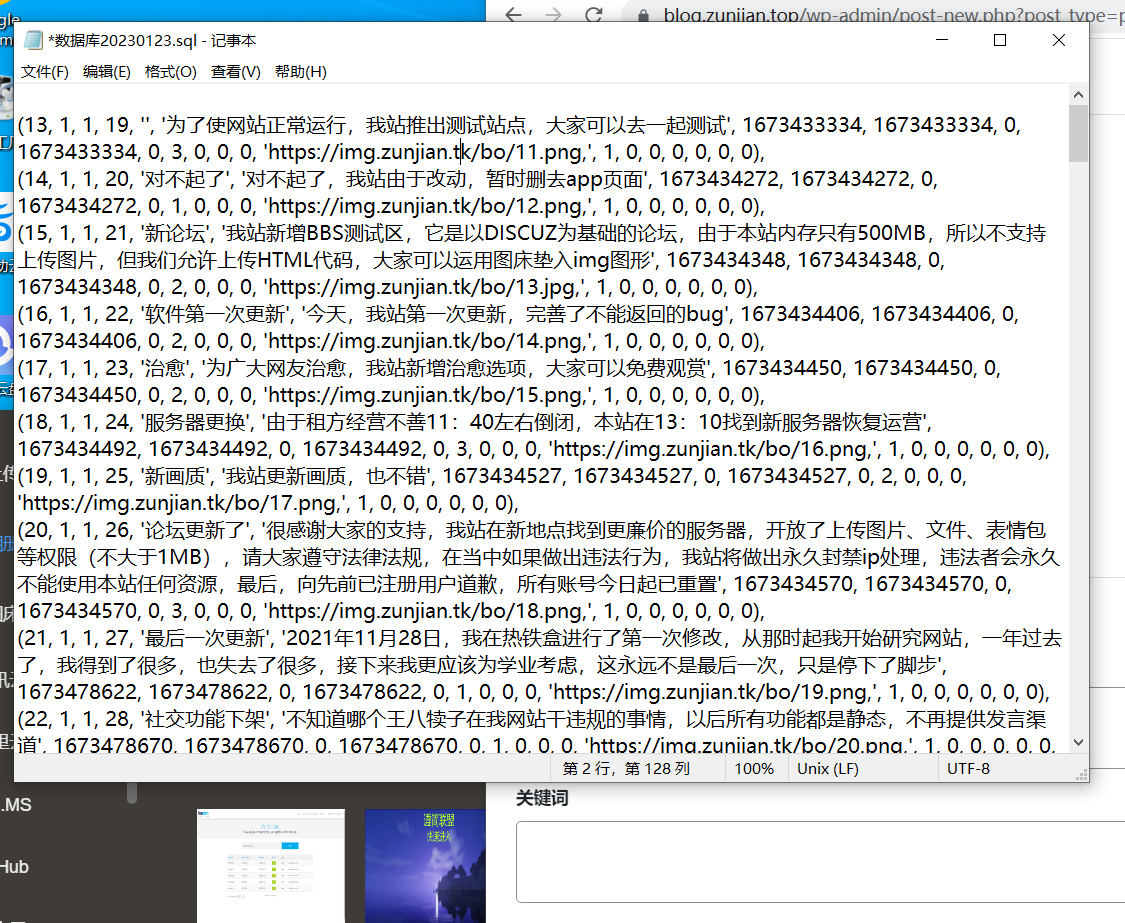 gle
blog.zunjian.top/wp-admin/post-new.php?post_type=p
*数据库20230123.sql - 记事本
文件(F) 编辑(E) 格式(O) 查看(V) 帮助(H)
(13, 1, 1, 19, '', '为了使网站正常运行，我站推出测试站点，大家可以去一起测试', 1673433334, 1673433334, 0,
1673433334, 0, 3, 0, 0, 0, 'https://img.zunjian.tk/bo/11.png,', 1, 0, 0, 0, 0, 0, 0),
(14, 1, 1, 20, '对不起了', '对不起了，我站由于改动，暂时删去app页面', 1673434272, 1673434272, 0,
1673434272, 0, 1, 0, 0, 0, 'https://img.zunjian.tk/bo/12.png,', 1, 0, 0, 0, 0, 0, 0),
(15, 1, 1, 21, '新论坛', '我站新增BBS测试区，它是以DISCUZ为基础的论坛，由于本站内存只有500MB，所以不支持
上传图片，但我们允许上传HTML代码，大家可以运用图床垫入img图形', 1673434348, 1673434348, 0,
1673434348, 0, 2, 0, 0, 0, 'https://img.zunjian.tk/bo/13.jpg,', 1, 0, 0, 0, 0, 0, 0),
(16, 1, 1, 22, '软件第一次更新', '今天，我站第一次更新，完善了不能返回的bug', 1673434406, 1673434406, 0,
1673434406, 0, 2, 0, 0, 0, 'https://img.zunjian.tk/bo/14.png,', 1, 0, 0, 0, 0, 0, 0),
(17, 1, 1, 23, '治愈', '为广大网友治愈，我站新增治愈选项，大家可以免费观赏', 1673434450, 1673434450, 0,
1673434450, 0, 2, 0, 0, 0, 'https://img.zunjian.tk/bo/15.png,', 1, 0, 0, 0, 0, 0, 0),
(18, 1, 1, 24, '服务器更换', '由于租方经营不善11：40左右倒闭，本站在13：10找到新服务器恢复运营',
1673434492, 1673434492, 0, 1673434492, 0, 3, 0, 0, 0, 'https://img.zunjian.tk/bo/16.png,', 1, 0, 0, 0, 0, 0, 0),
(19, 1, 1, 25, '新画质', '我站更新画质，也不错', 1673434527, 1673434527, 0, 1673434527, 0, 2, 0, 0, 0,
'https://img.zunjian.tk/bo/17.png,', 1, 0, 0, 0, 0, 0, 0),
(20, 1, 1, 26, '论坛更新了', '很感谢大家的支持，我站在新地点找到更廉价的服务器，开放了上传图片、文件、表情包
等权限（不大于1MB），请大家遵守法律法规，在当中如果做出违法行为，我站将做出永久封禁ip处理，违法者会永久
不能使用本站任何资源，最后，向先前已注册用户道歉，所有账号今日起已重置', 1673434570, 1673434570, 0,
1673434570, 0, 3, 0, 0, 0, 'https://img.zunjian.tk/bo/18.png,', 1, 0, 0, 0, 0, 0, 0),
(21, 1, 1, 27, '最后一次更新', '2021年11月28日，我在热铁盒进行了第一次修改，从那时起我开始研究网站，一年过去
了，我得到了很多，也失去了很多，接下来我更应该为学业考虑，这永远不是最后一次，只是停下了脚步',
1673478622, 1673478622, 0, 1673478622, 0, 1, 0, 0, 0, 'https://img.zunjian.tk/bo/19.png,', 1, 0, 0, 0, 0, 0, 0),
(22, 1, 1, 28, '社交功能下架', '不知道哪个王八犊子在我网站干违规的事情，以后所有功能都是静态，不再提供发言渠
道', 1673478670, 1673478670, 0, 1673478670, 0, 1, 0, 0, 0, 'https://img.zunjian.tk/bo/20.png,', 1, 0, 0, 0, 0, 0,
第 2 行，第 128 列 100% Unix (LF) UTF-8
关键词
.MS
Hub
遵简联盟
快速进入